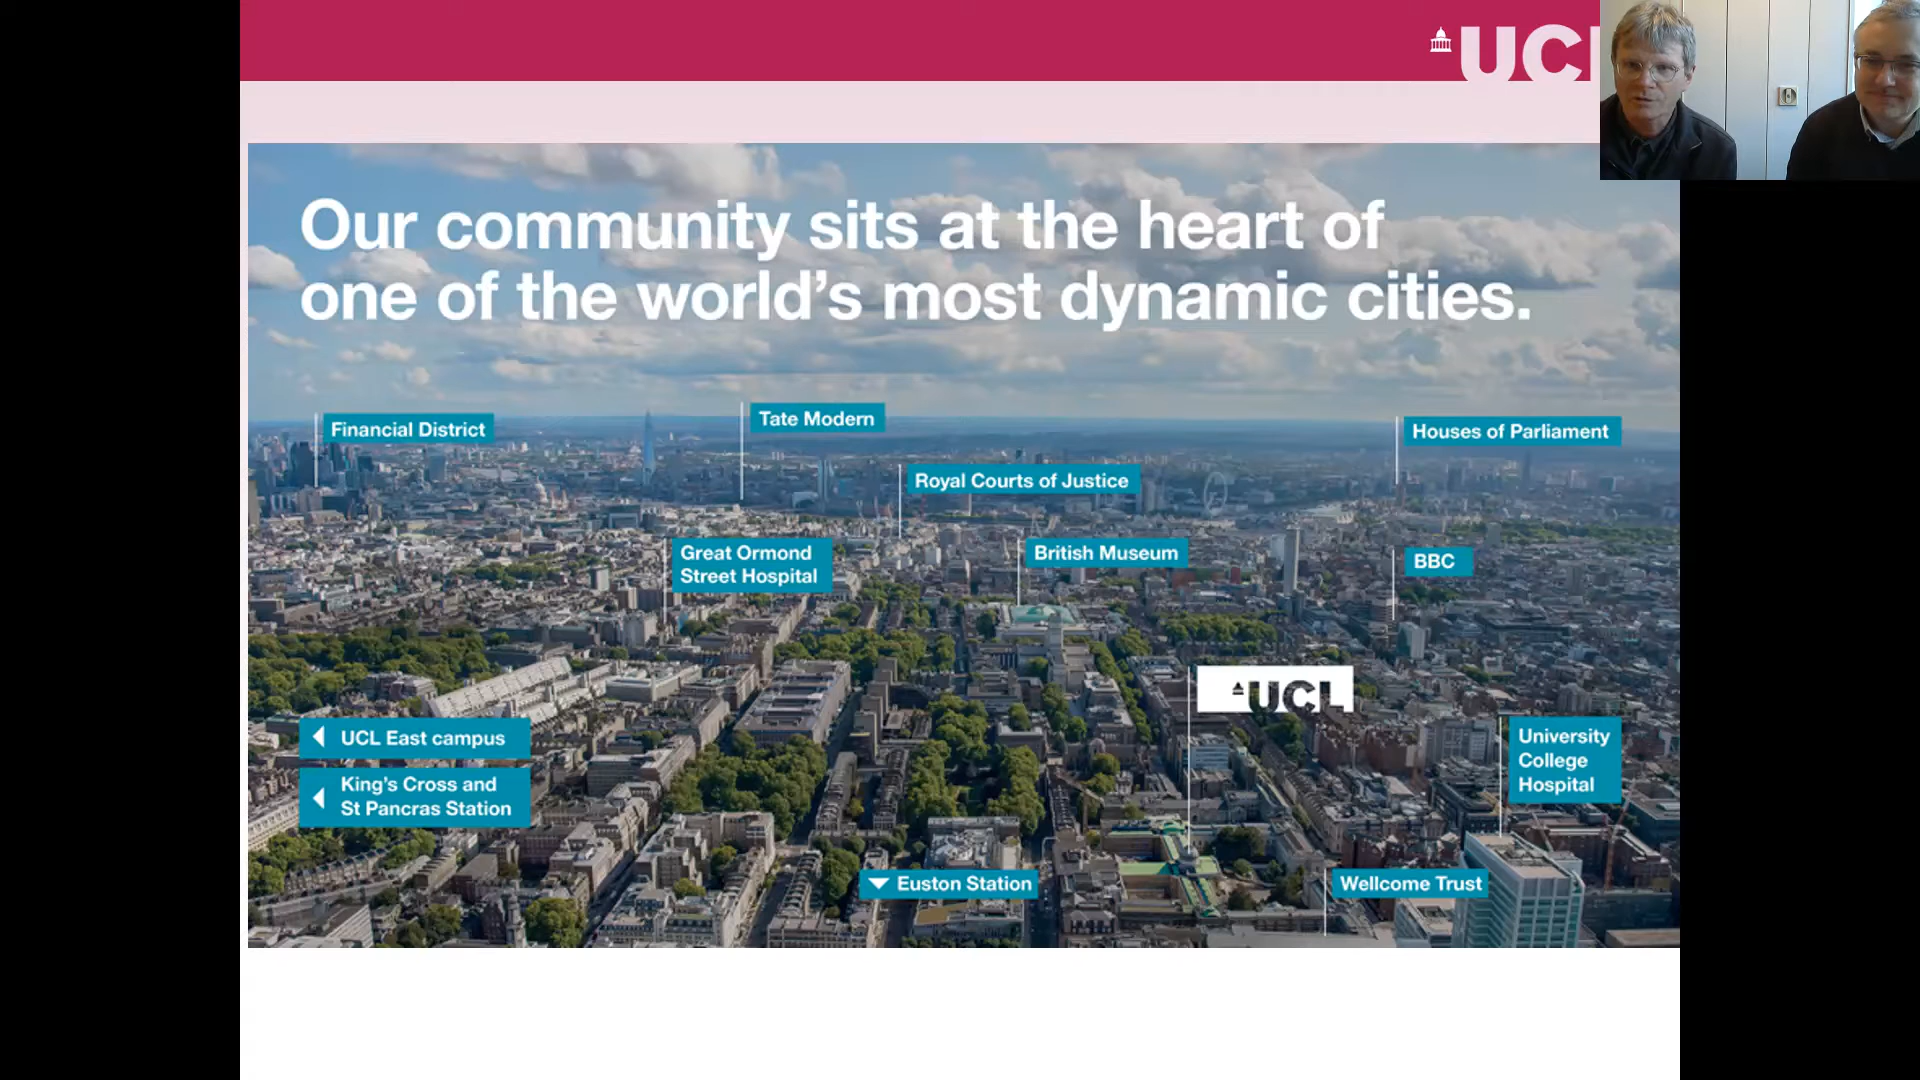 UCL
Our community sits at the heart of
one of the world's most dynamic cities.
Financial District
Tate Modern
Houses of Parliament
Royal Courts of Justice
Great Ormond
Street Hospital
British Museum
BBC
UCL
UCL East campus
King's Cross and
St Pancras Station
University
College
Hospital
Euston Station
Wellcome Trust